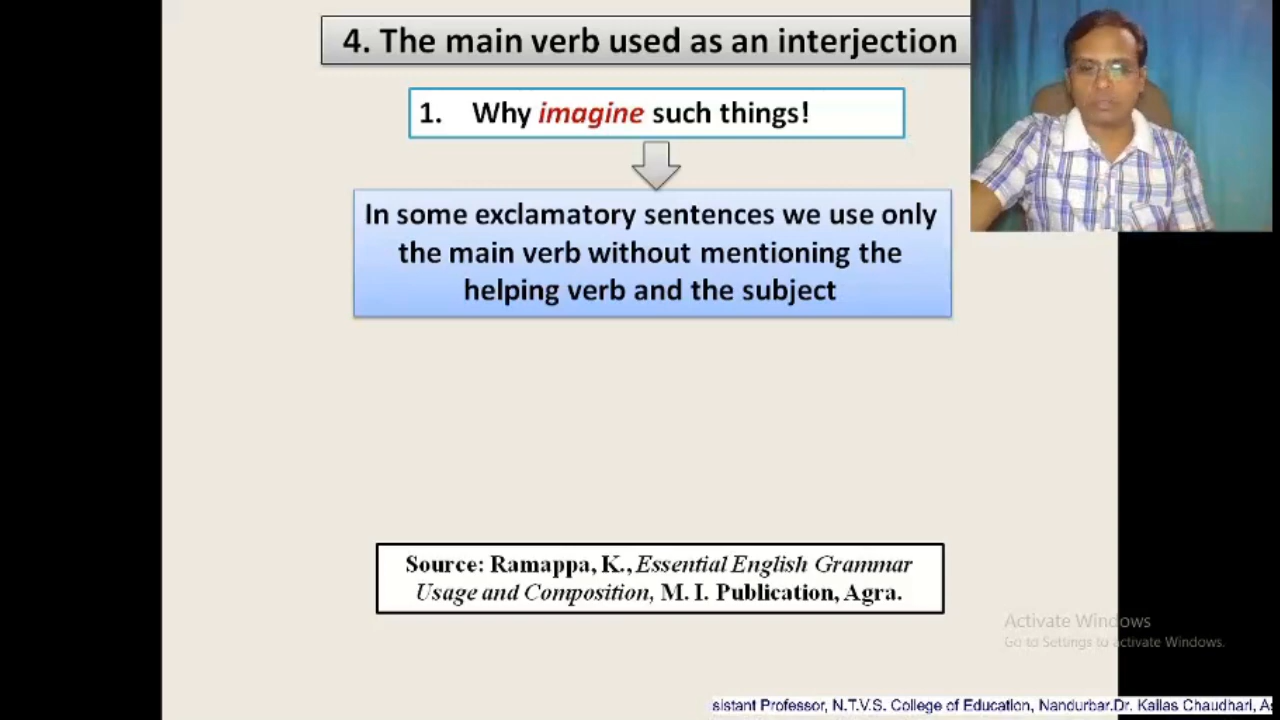 4. The main verb used as an interjection
1. Why imagine such things!
In some exclamatory sentences we use only
the main verb without mentioning the
helping verb and the subject
Source: Ramappa, K., Essential English Grammar
Usage and Composition, M. I. Publication, Agra.
Activate Windows
Go to Settings to activate Windows.
sistant Professor, N.T.V.S. College of Education, Nandurbar.Dr. Kailas Chaudhari, A